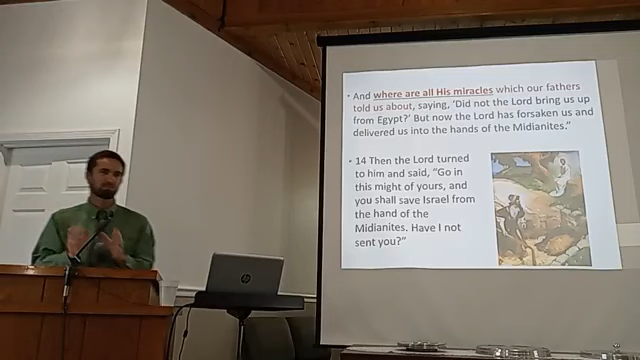 • And where are all His miracles which our fathers
told us about, saying, ‘Did not the Lord bring us up
from Egypt?’ But now the Lord has forsaken us and
delivered us into the hands of the Midianites.”
• 14 Then the Lord turned
to him and said, “Go in
this might of yours, and
you shall save Israel from
the hand of the
Midianites. Have I not
sent you?”
hp